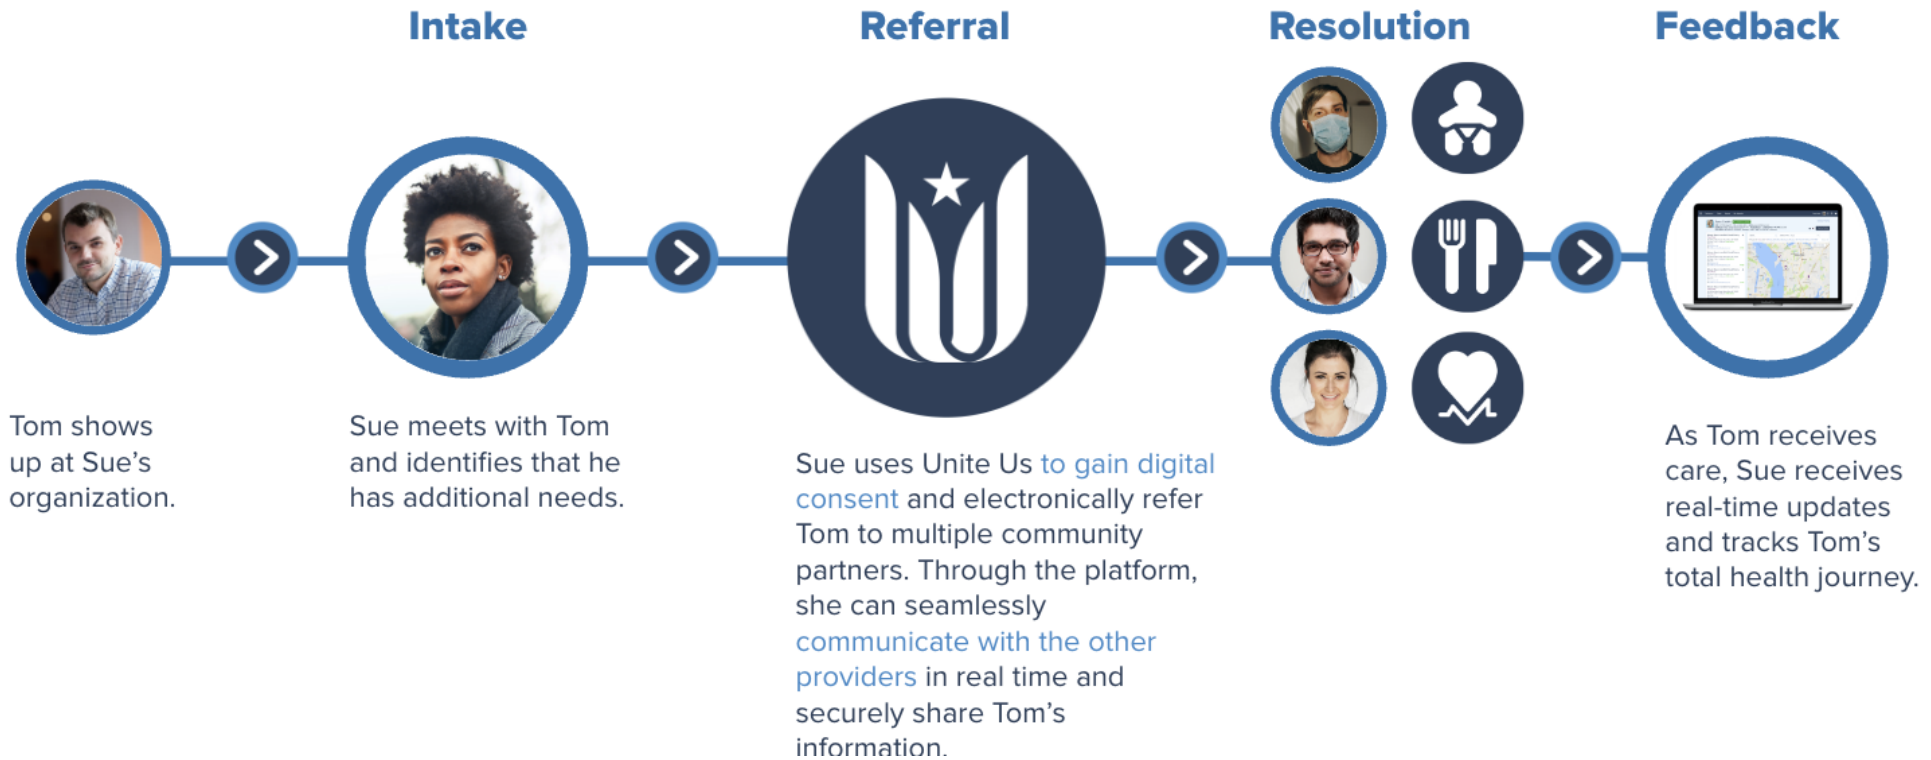 Intake
Referral
Resolution
Feedback
Tom shows
up at Sue's
organization.
Sue meets with Tom
and identifies that he
has additional needs.
Sue uses Unite Us to gain digital
consent and electronically refer
Tom to multiple community
partners. Through the platform,
she can seamlessly
communicate with the other
providers in real time and
securely share Tom's
information.
As Tom receives
care, Sue receives
real-time updates
and tracks Tom's
total health journey.